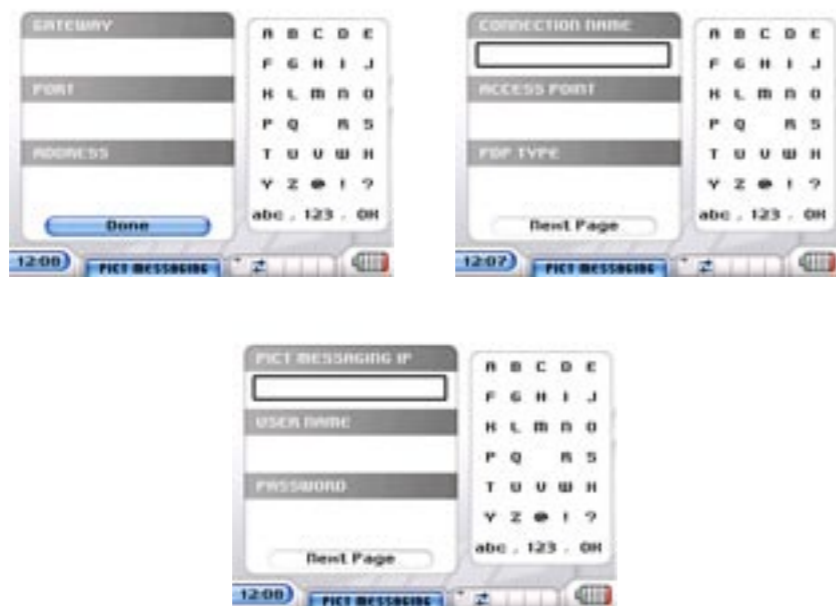 GATEWAY
PORT
ADDRESS
Done
A B C D E
F G H I J
K L M N O
P Q R S
T U V W X
Y Z @ ! ?
abc . 123 . OK
12:08
PICT MESSAGING
CONNECTION NAME
ACCESS POINT
PDP TYPE
Next Page
A B C D E
F G H I J
K L M N O
P Q R S
T U V W X
Y Z @ ! ?
abc . 123 . OK
12:07
PICT MESSAGING
PICT MESSAGING IP
USER NAME
PASSWORD
Next Page
A B C D E
F G H I J
K L M N O
P Q R S
T U V W X
Y Z @ ! ?
abc . 123 . OK
12:08
PICT MESSAGING